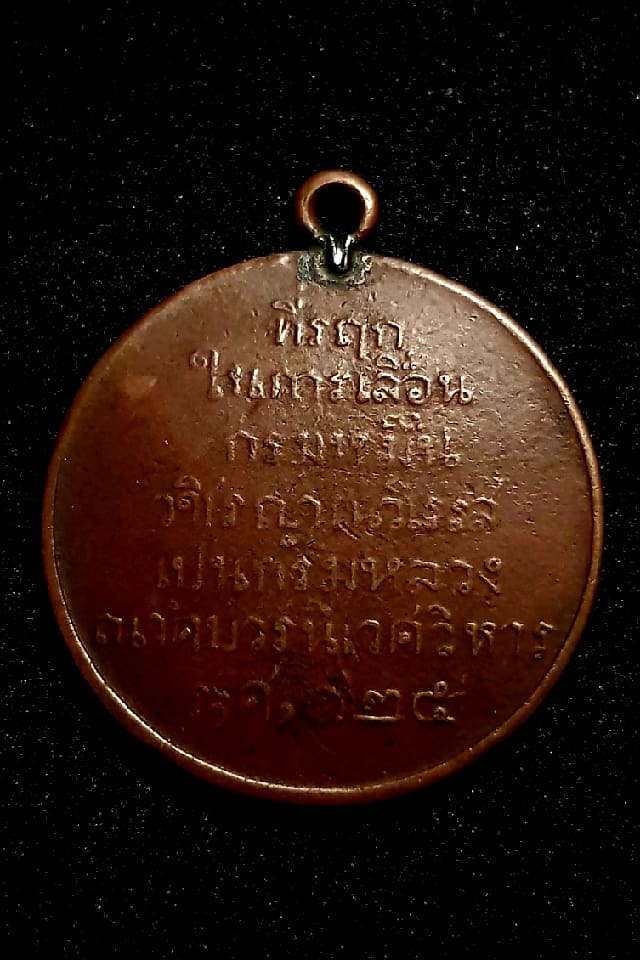 ที่รฤก
ในการเลื่อน
กรมหมื่น
วชิรญาณวโรรส
เปนกรมหลวง
ณวัดบวรนิเวศวิหาร
ร,ศ,๑๒๕